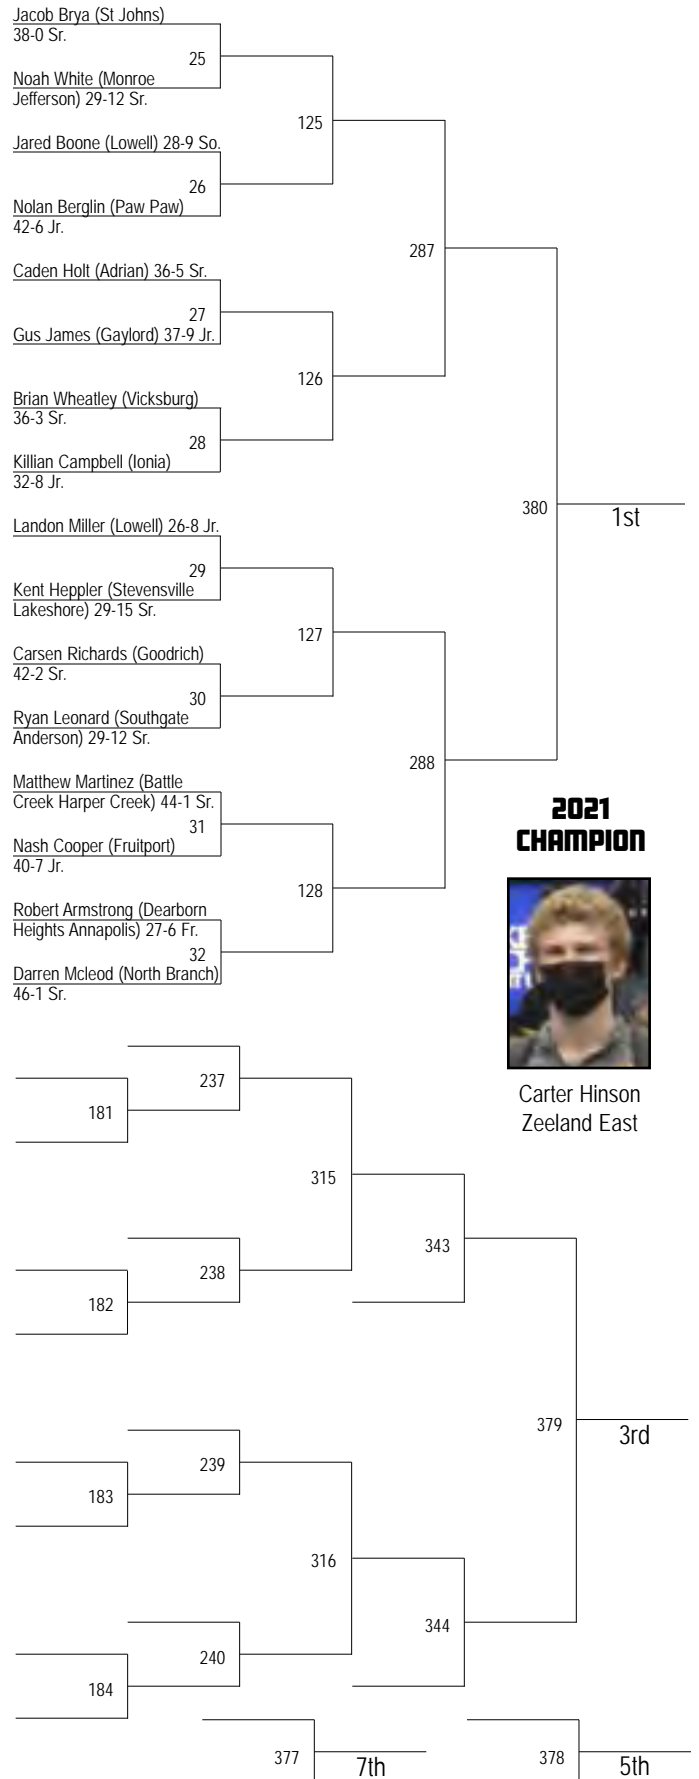 Jacob Brya (St Johns)
38-0 Sr.
25
Noah White (Monroe
Jefferson) 29-12 Sr.
125
Jared Boone (Lowell) 28-9 So.
26
Nolan Berglin (Paw Paw)
42-6 Jr.
287
Caden Holt (Adrian) 36-5 Sr.
27
Gus James (Gaylord) 37-9 Jr.
126
Brian Wheatley (Vicksburg)
36-3 Sr.
28
Killian Campbell (Ionia)
32-8 Jr.
380
1st
Landon Miller (Lowell) 26-8 Jr.
29
Kent Heppler (Stevensville
Lakeshore) 29-15 Sr.
127
Carsen Richards (Goodrich)
42-2 Sr.
30
Ryan Leonard (Southgate
Anderson) 29-12 Sr.
288
Matthew Martinez (Battle
Creek Harper Creek) 44-1 Sr.
31
Nash Cooper (Fruitport)
40-7 Jr.
128
Robert Armstrong (Dearborn
Heights Annapolis) 27-6 Fr.
32
Darren Mcleod (North Branch)
46-1 Sr.
2021
CHAMPION
Carter Hinson
Zeeland East
237
181
315
343
238
182
379
3rd
239
183
316
344
240
184
377
7th
378
5th